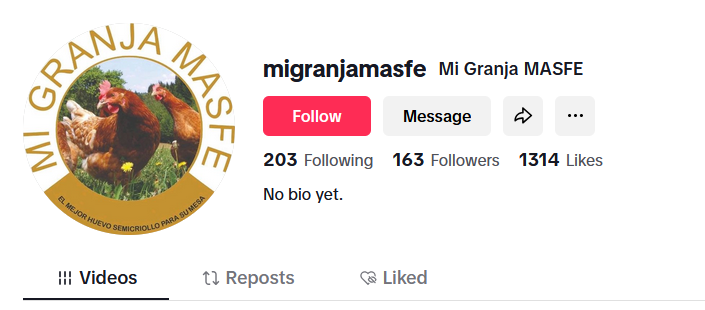 MI GRANJA MASFE
EL MEJOR HUEVO SEMICRIOLLO PARA SU MESA
migranjamasfe Mi Granja MASFE
Follow Message
203 Following 163 Followers 1314 Likes
No bio yet.
Videos Reposts Liked